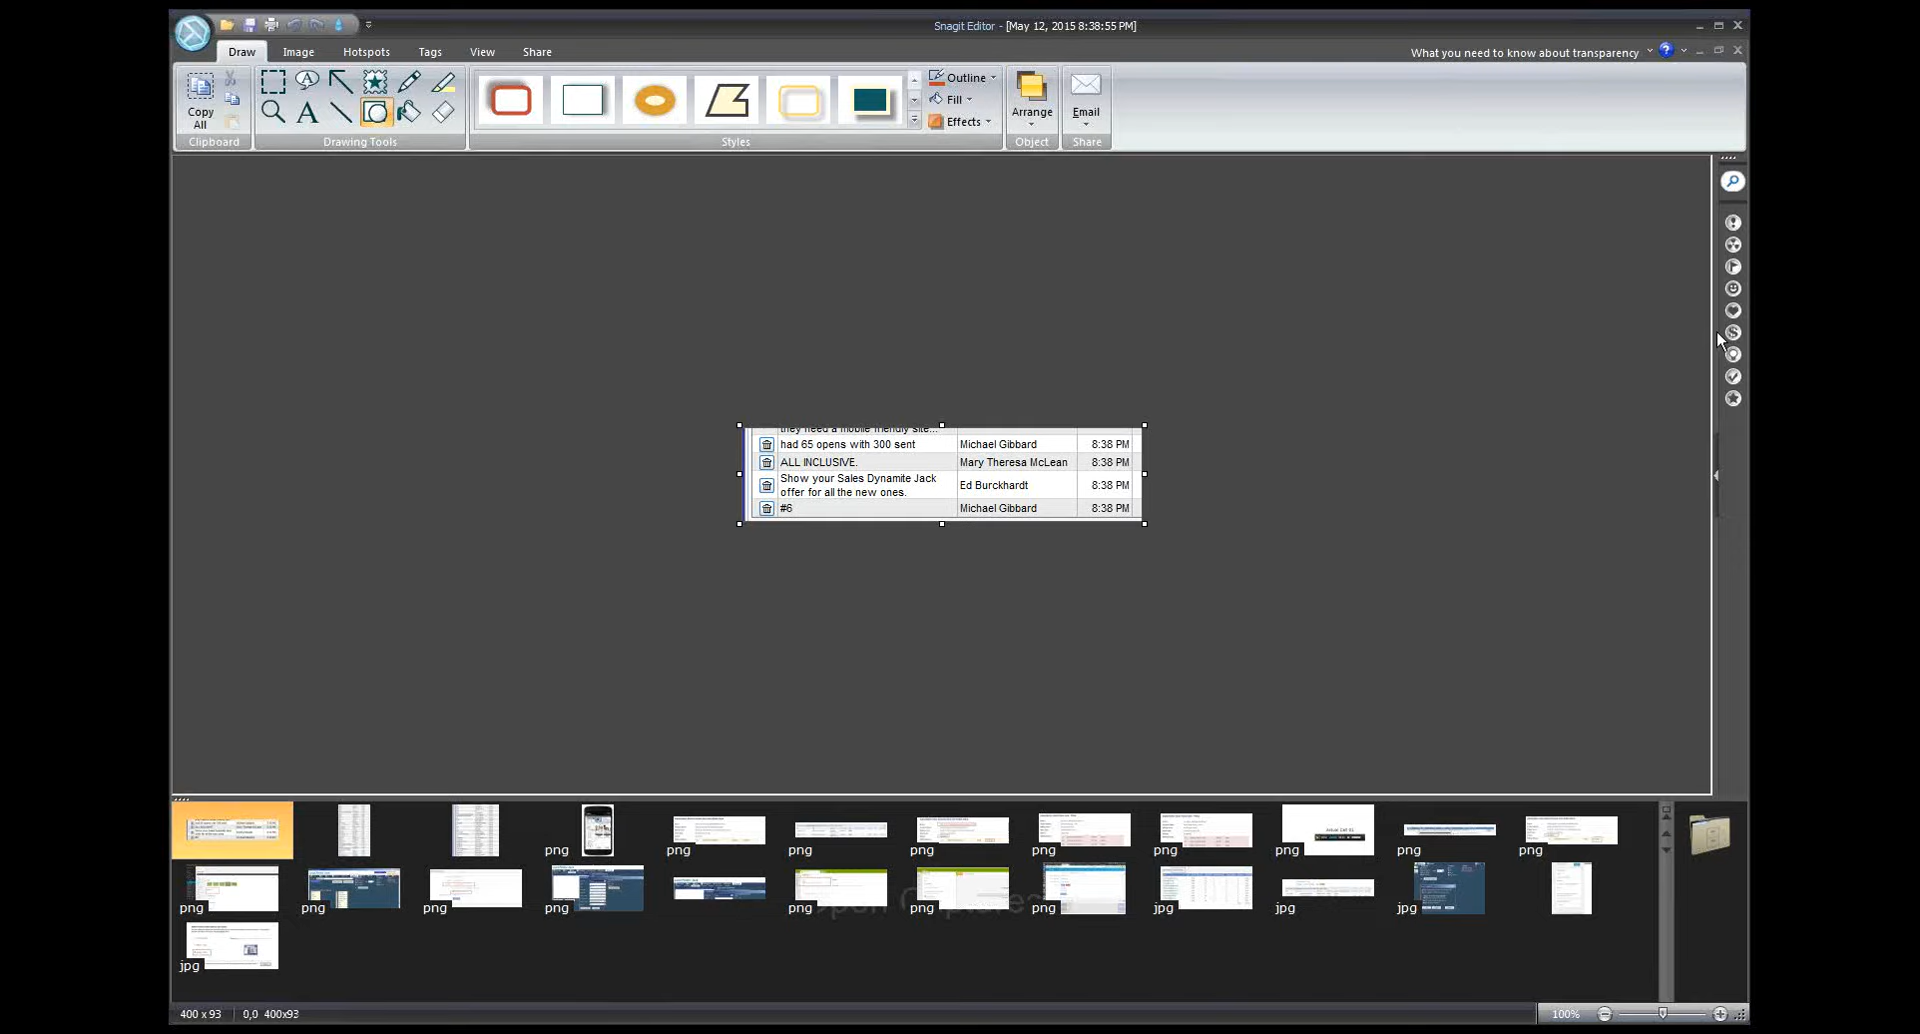 Snagit Editor - [May 12, 2015 8:38:55 PM]
Draw Image Hotspots Tags View Share
What you need to know about transparency
Copy All
Clipboard
Drawing Tools
Outline
Fill
Effects
Styles
Arrange
Object
Email
Share
they need a mobile friendly site...
had 65 opens with 300 sent Michael Gibbard 8:38 PM
ALL INCLUSIVE. Mary Theresa McLean 8:38 PM
Show your Sales Dynamite Jack
offer for all the new ones. Ed Burckhardt 8:38 PM
#6 Michael Gibbard 8:38 PM
png png png png png png png png png
png png png png png png png jpg jpg jpg
jpg
400 x 93 0,0 400x93 100%